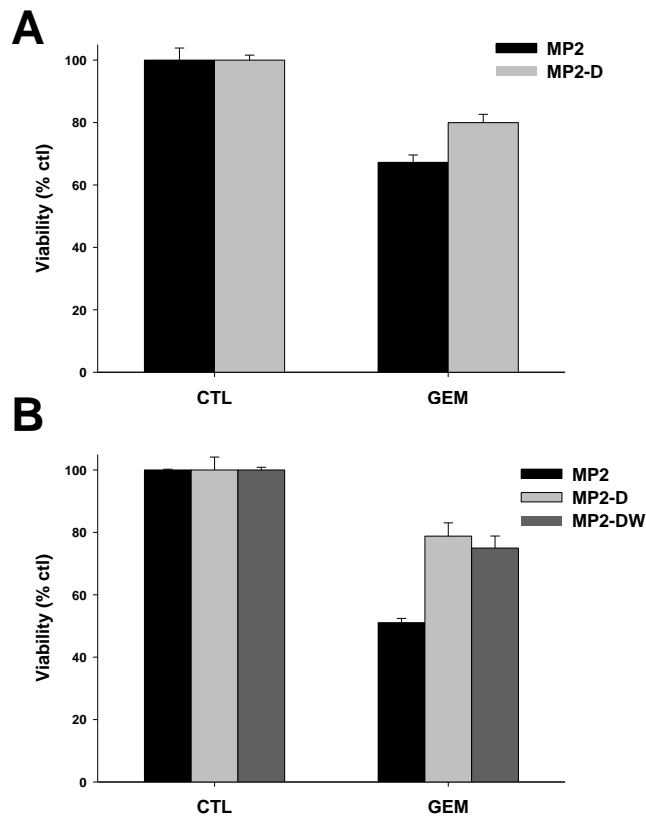 A
MP2
MP2-D
Viability (% ctl)
100
80
60
40
20
0
CTL GEM
B
MP2
MP2-D
MP2-DW
Viability (% ctl)
100
80
60
40
20
0
CTL GEM